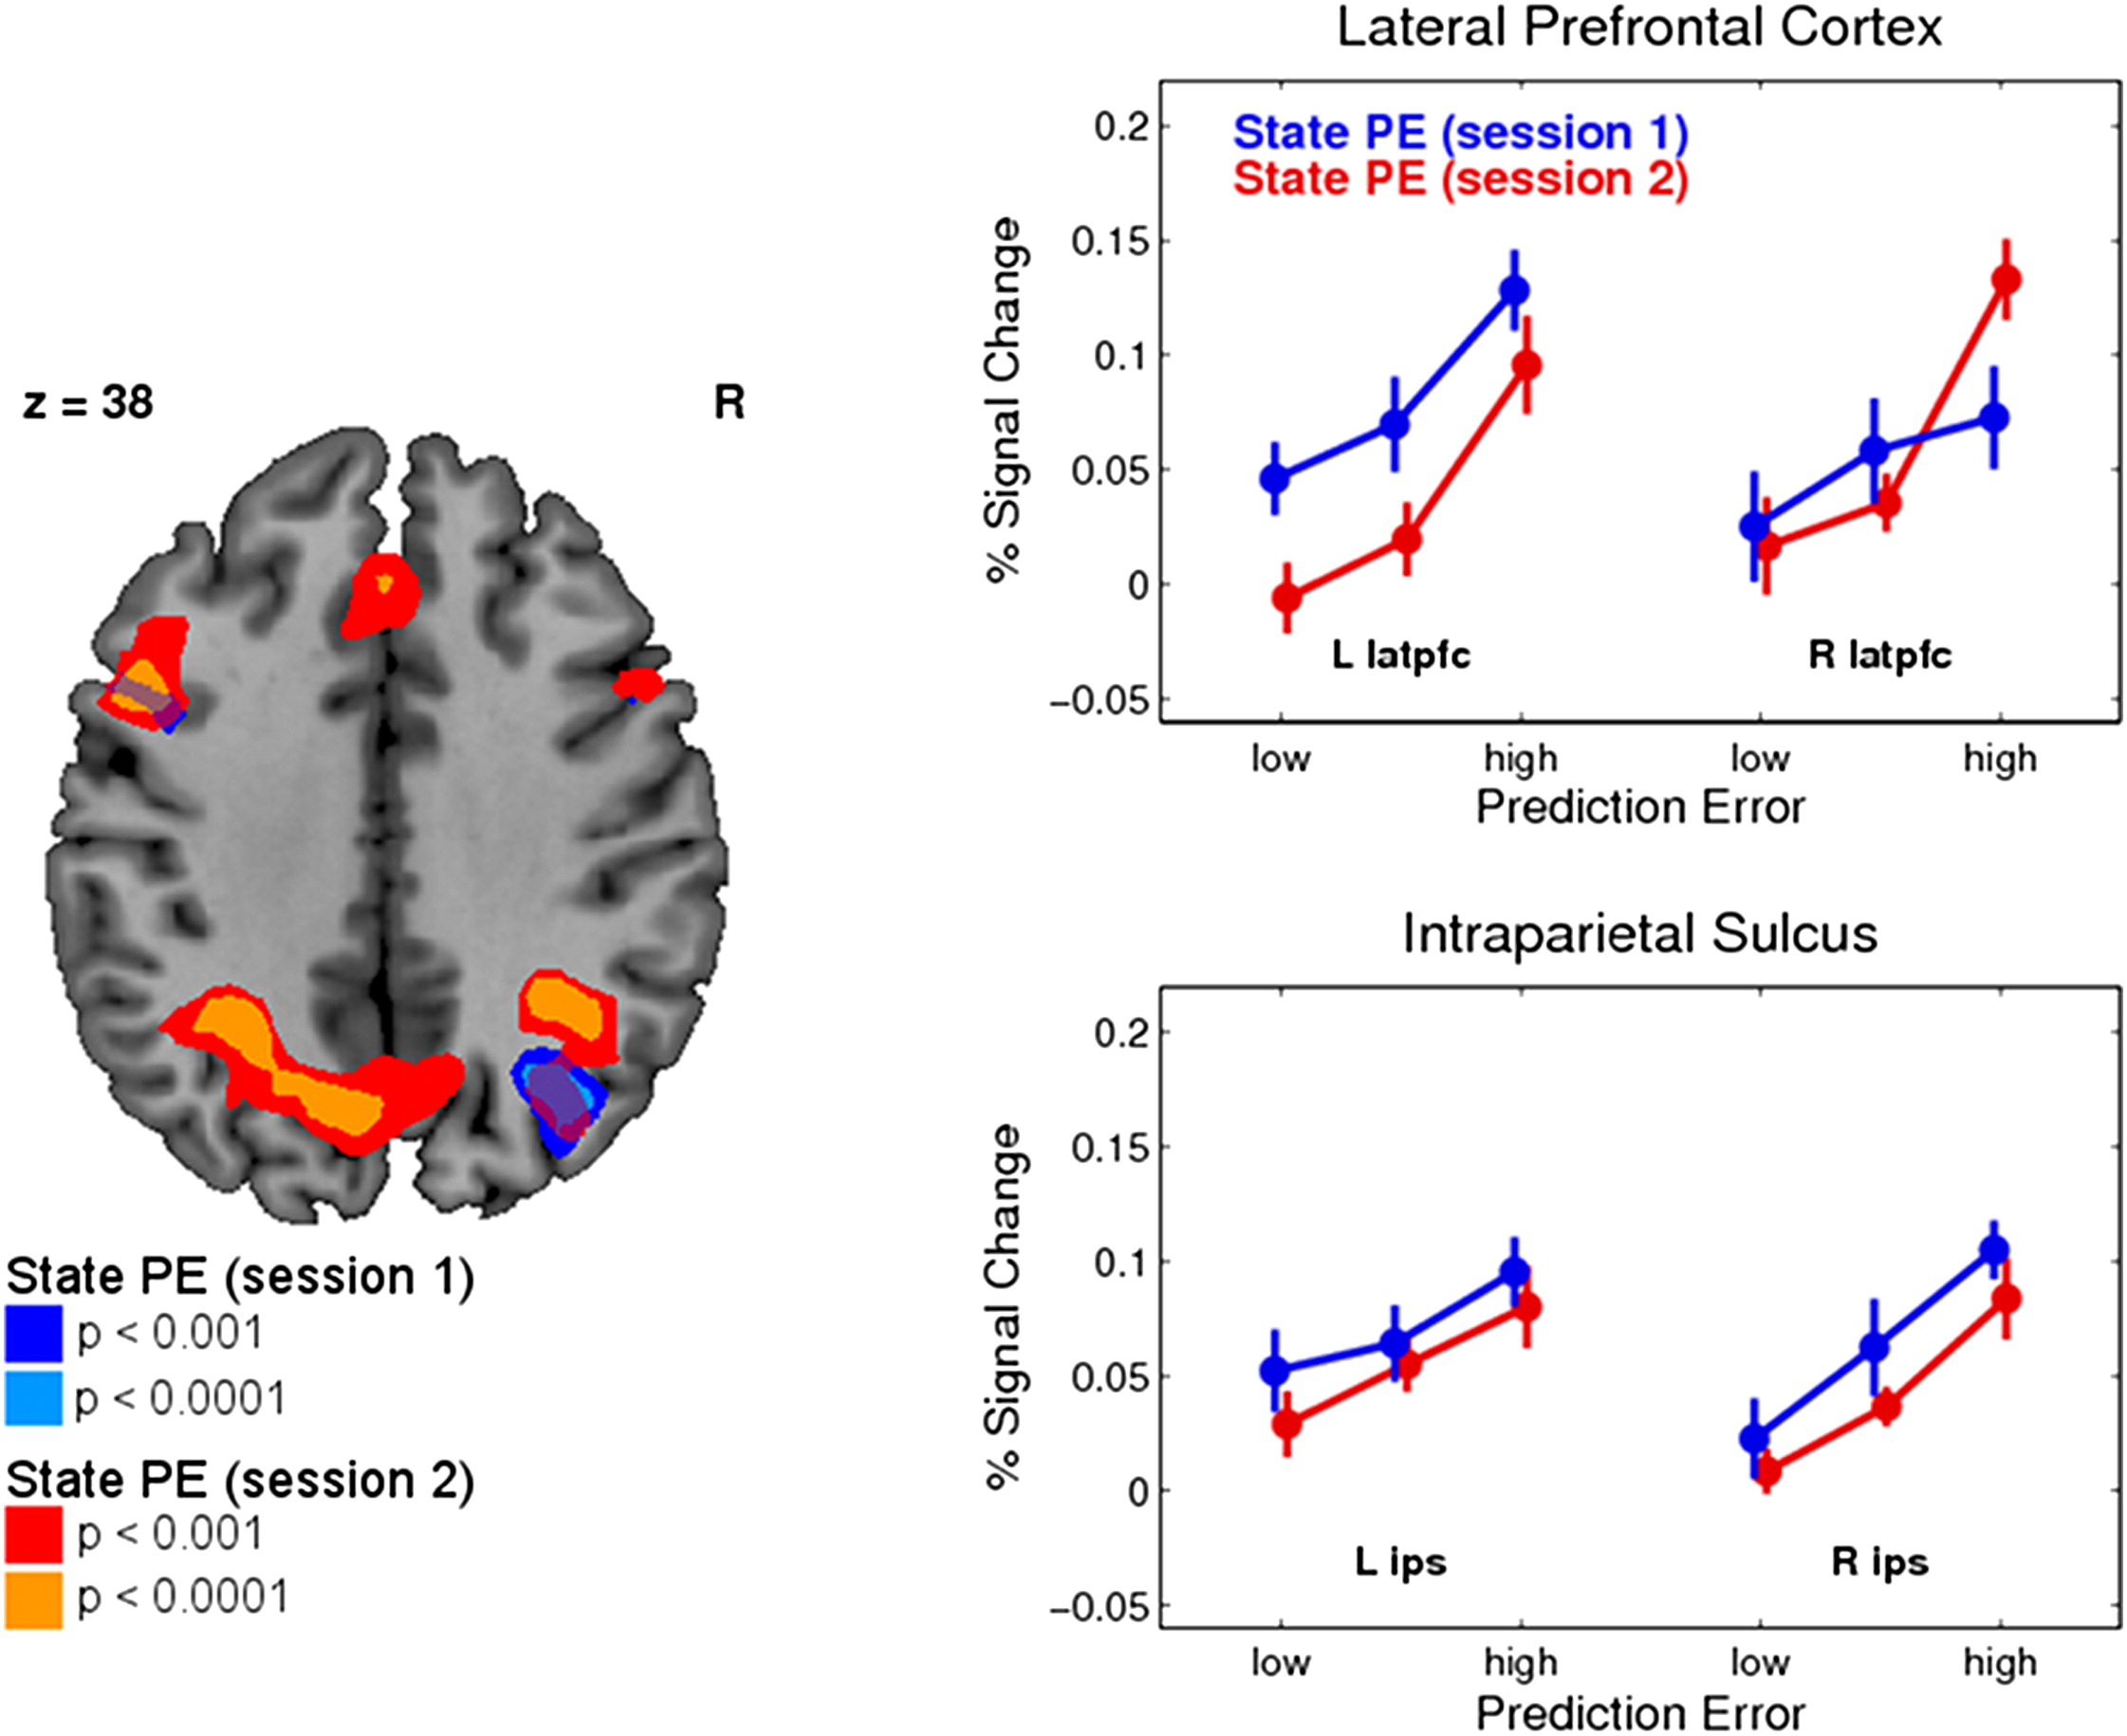 z = 38
R
State PE (session 1)
p < 0.001
p < 0.0001
State PE (session 2)
p < 0.001
p < 0.0001
Lateral Prefrontal Cortex
State PE (session 1)
State PE (session 2)
% Signal Change
0.2
0.15
0.1
0.05
0
−0.05
L latpfc
R latpfc
low high low high
Prediction Error
Intraparietal Sulcus
% Signal Change
0.2
0.15
0.1
0.05
0
−0.05
L ips
R ips
low high low high
Prediction Error